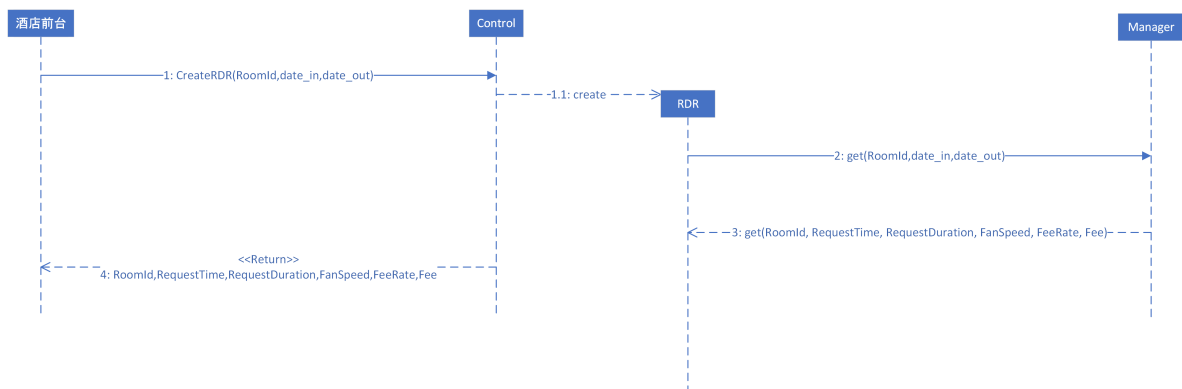 酒店前台
Control
Manager
1: CreateRDR(RoomId,date_in,date_out)
1.1: create
RDR
2: get(RoomId,date_in,date_out)
3: get(RoomId, RequestTime, RequestDuration, FanSpeed, FeeRate, Fee)
<<Return>>
4: RoomId,RequestTime,RequestDuration,FanSpeed,FeeRate,Fee